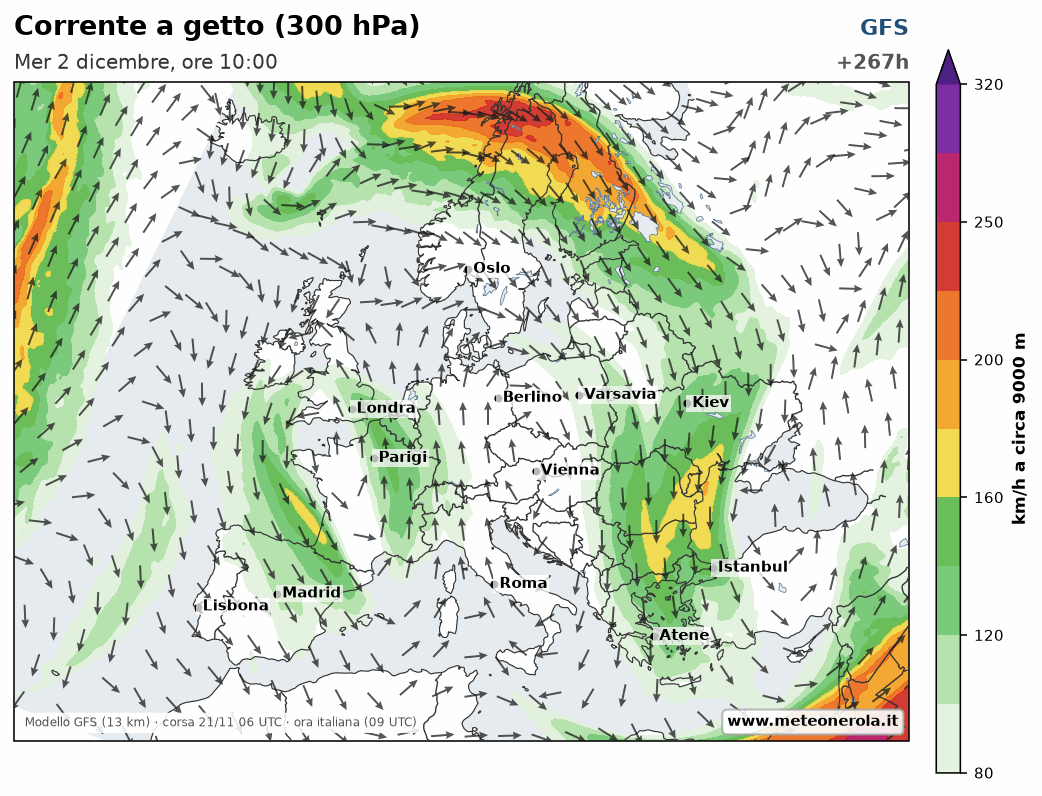 Corrente a getto (300 hPa)
GFS
Mer 2 dicembre, ore 10:00
+267h
320
250
200
160
120
80
km/h a circa 9000 m
Oslo
Londra
Berlino
Varsavia
Kiev
Parigi
Vienna
Istanbul
Roma
Madrid
Lisbona
Atene
Modello GFS (13 km) · corsa 21/11 06 UTC · ora italiana (09 UTC)
www.meteonerola.it